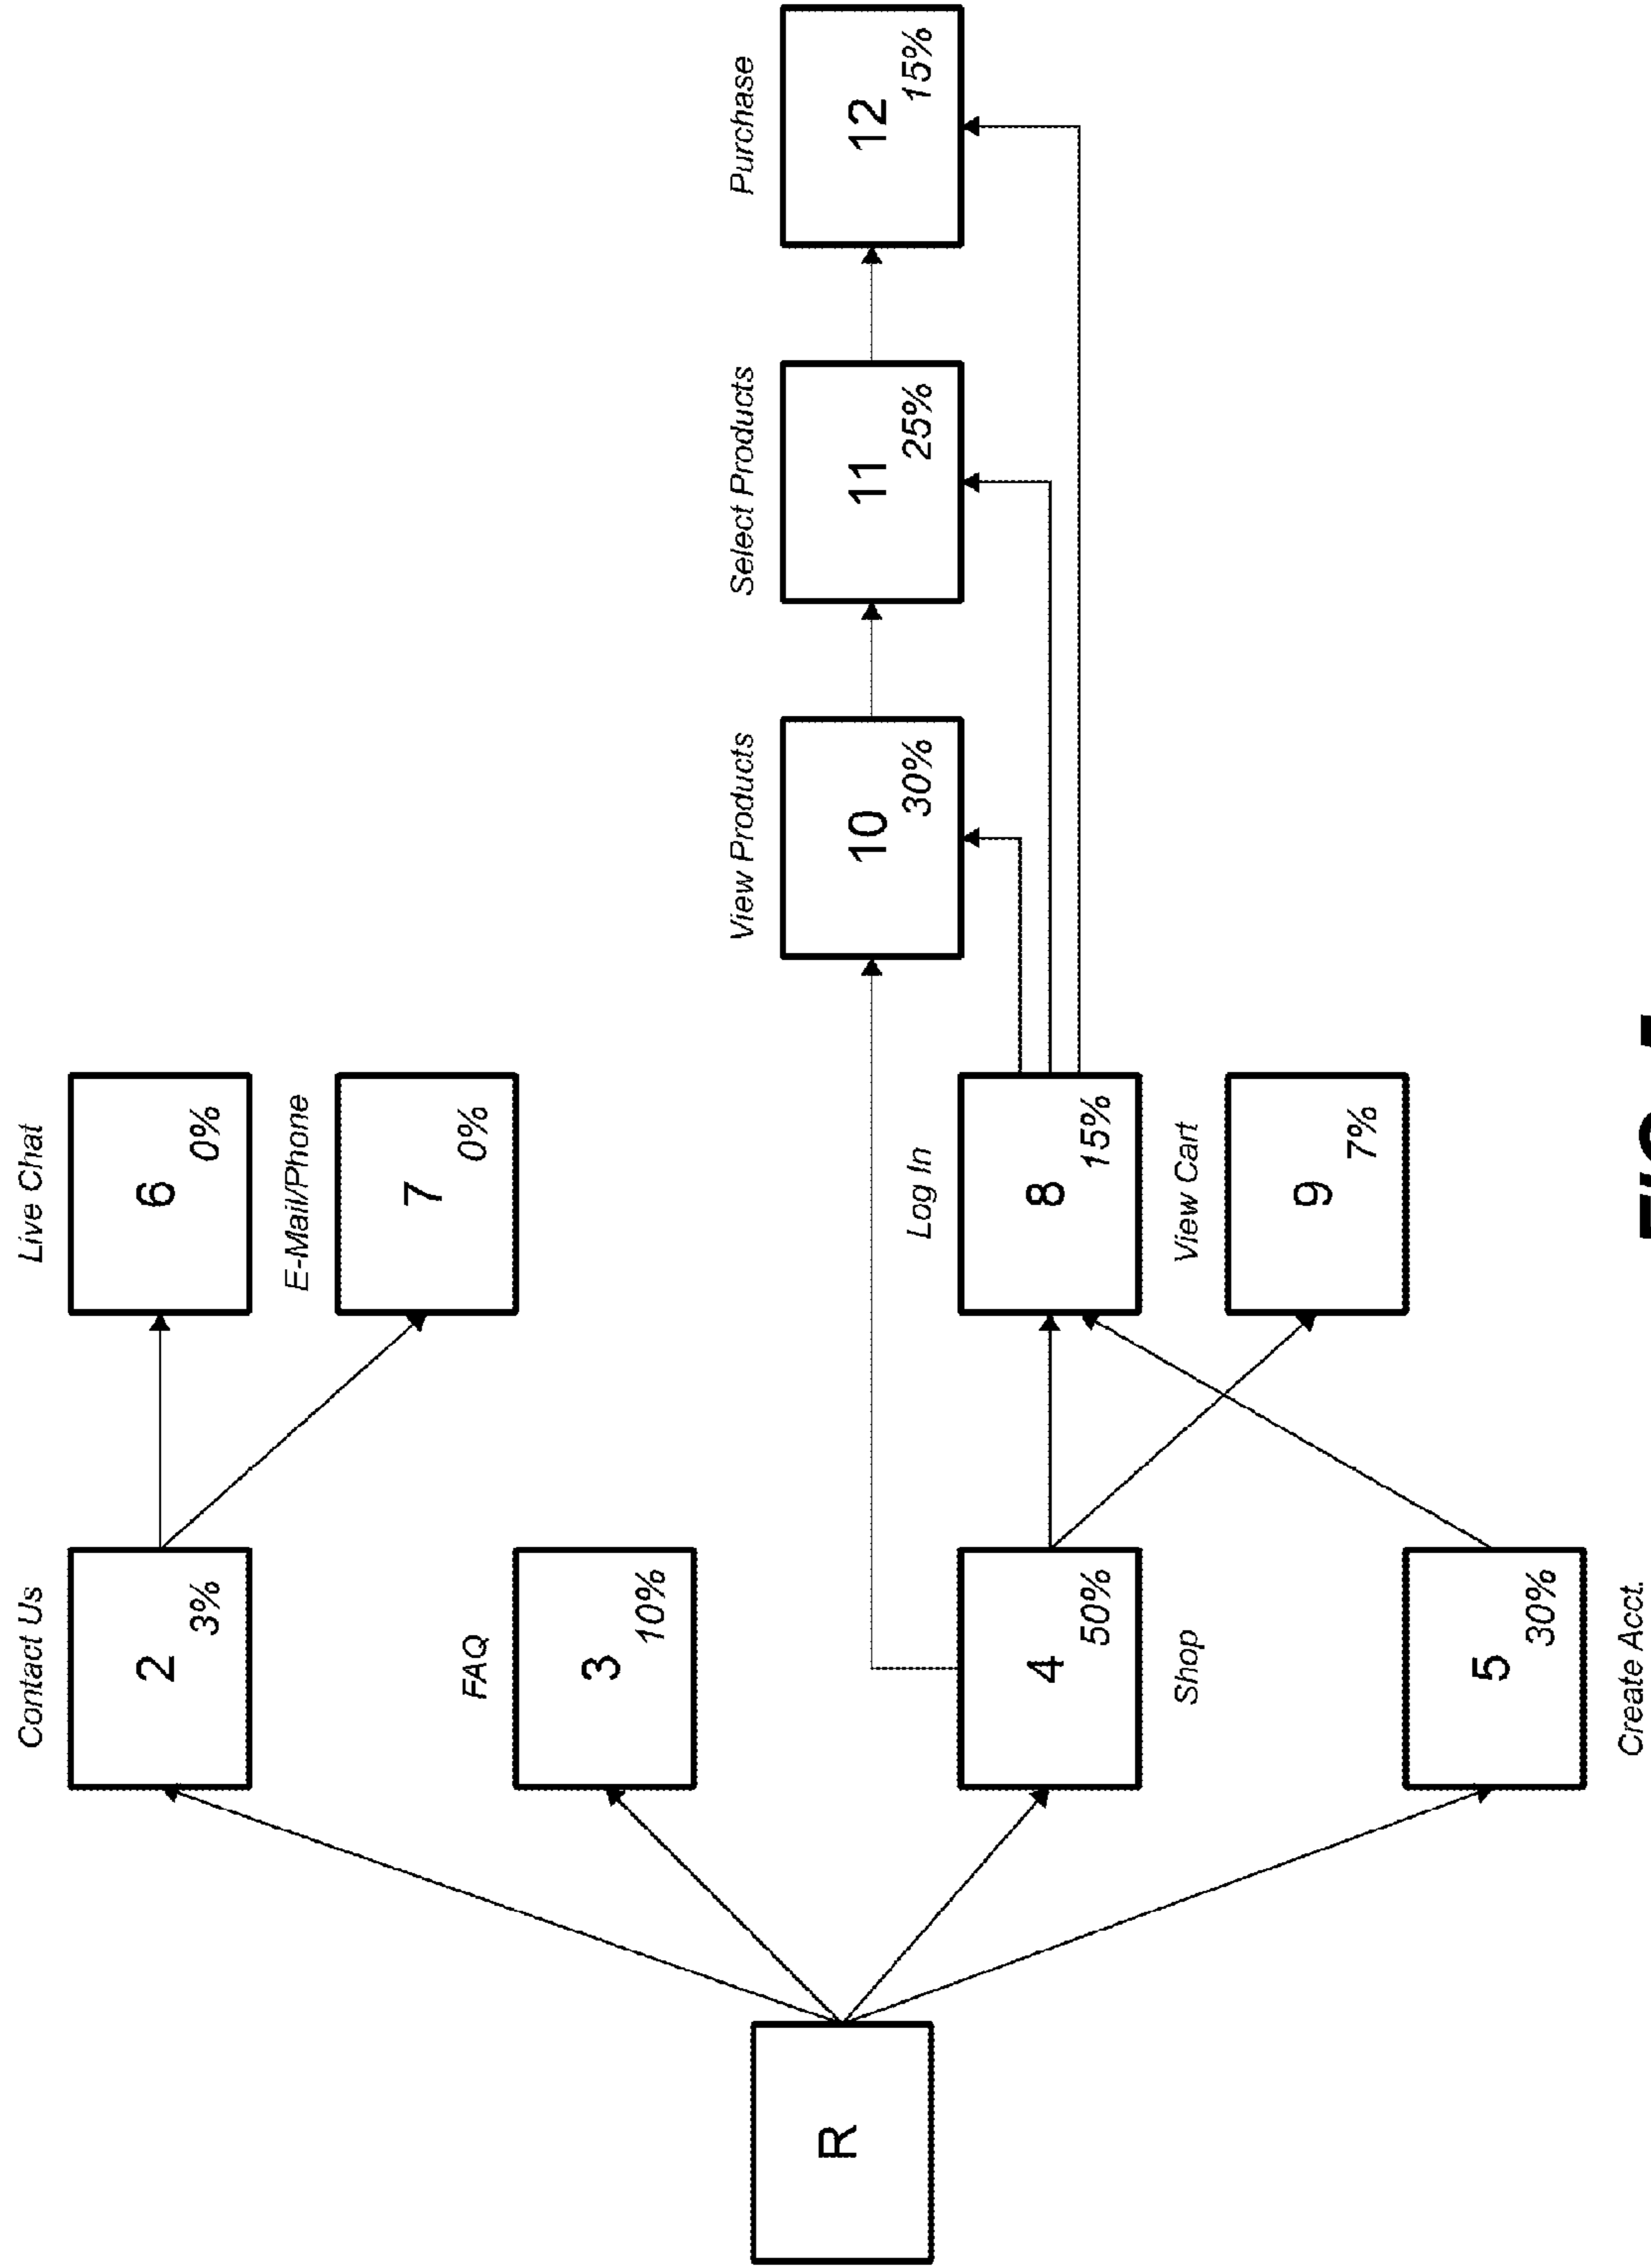 Contact Us
2
3%
Live Chat
6
0%
E-Mail/Phone
7
0%
FAQ
3
10%
R
View Products
10
30%
Select Products
11
25%
Purchase
12
15%
4
50%
Shop
Log In
8
15%
View Cart
9
7%
5
30%
Create Acct.